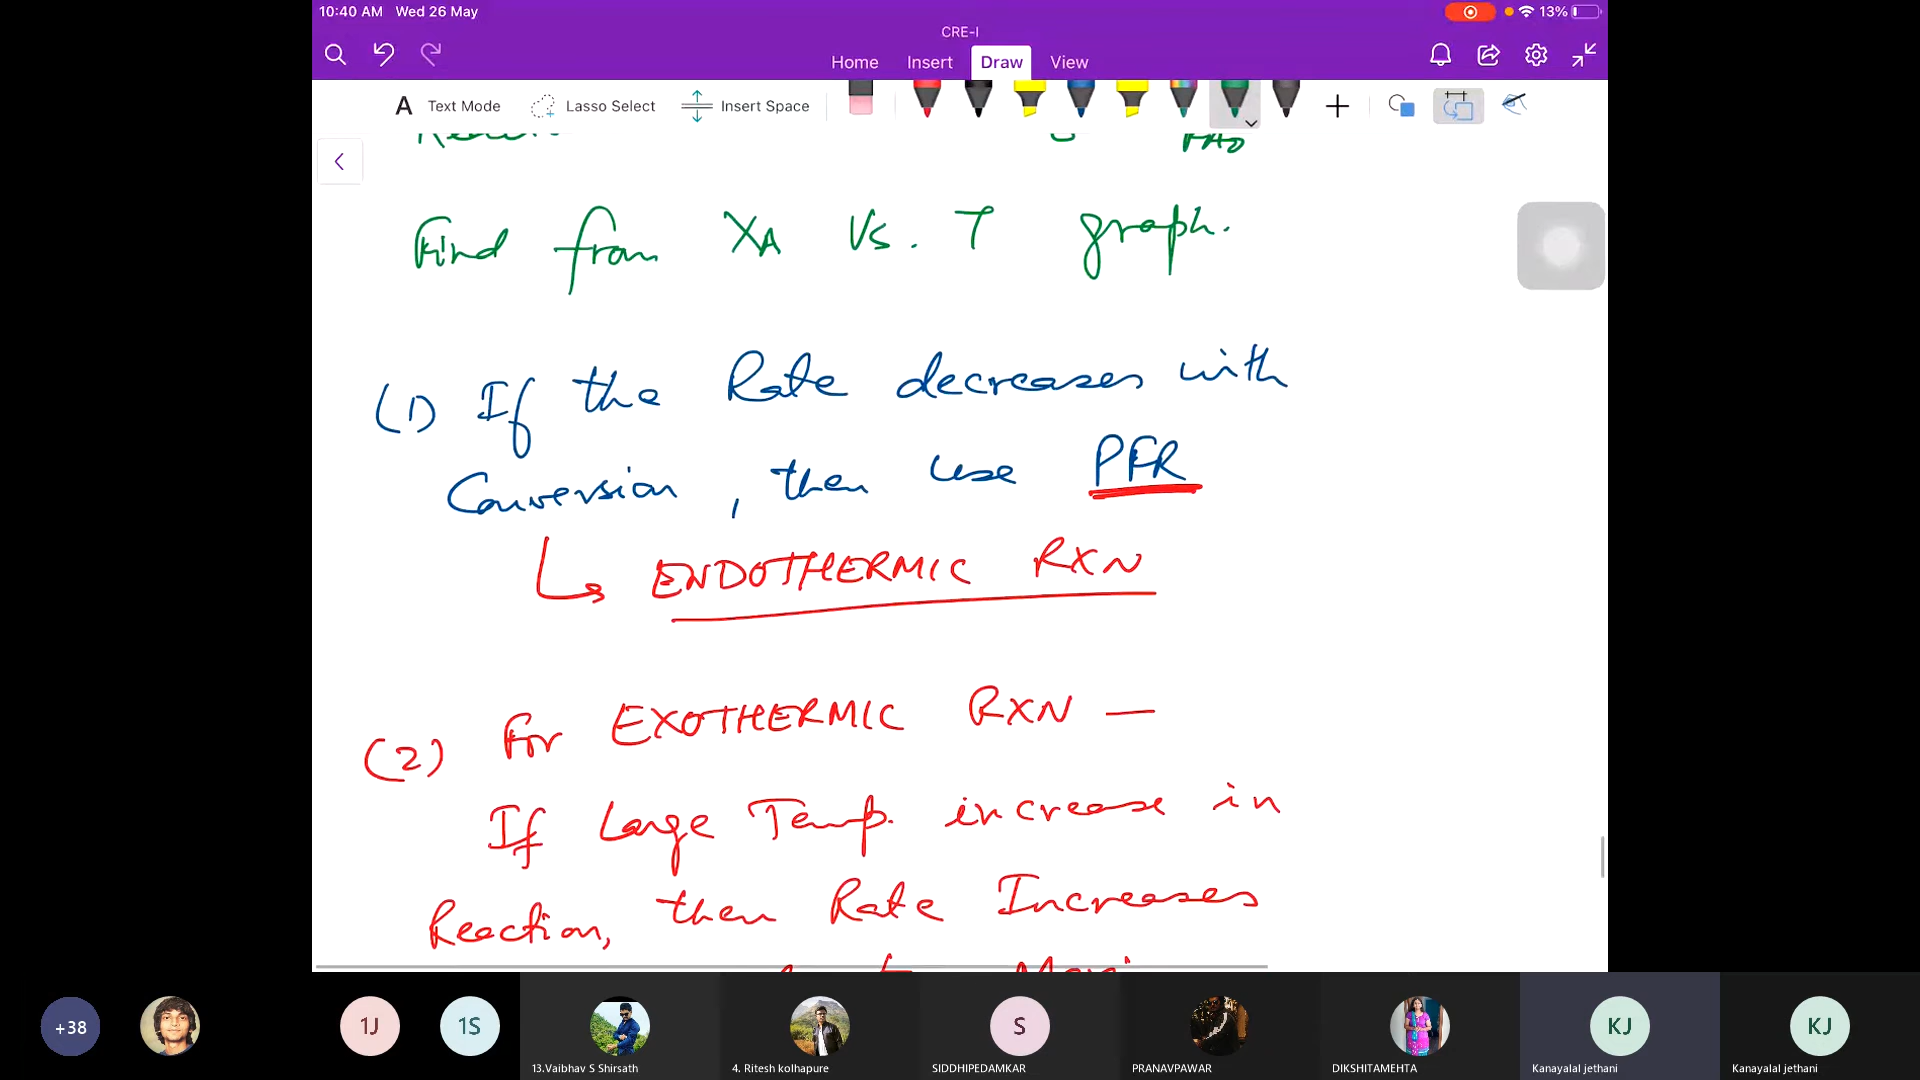 10:40 AM Wed 26 May
13%
CRE-I
Home Insert Draw View
A Text Mode Lasso Select Insert Space
FAo
Find from XA Vs. T graph.
(1) If the Rate decreases with
Conversion, then use PFR
↳ ENDOTHERMIC RXN
(2) For EXOTHERMIC RXN —
If Large Temp. increase in
Reaction, then Rate Increases
+38
1J
1S
S
KJ
KJ
13.Vaibhav S Shirsath
4. Ritesh kolhapure
SIDDHIPEDAMKAR
PRANAVPAWAR
DIKSHITAMEHTA
Kanayalal jethani
Kanayalal jethani